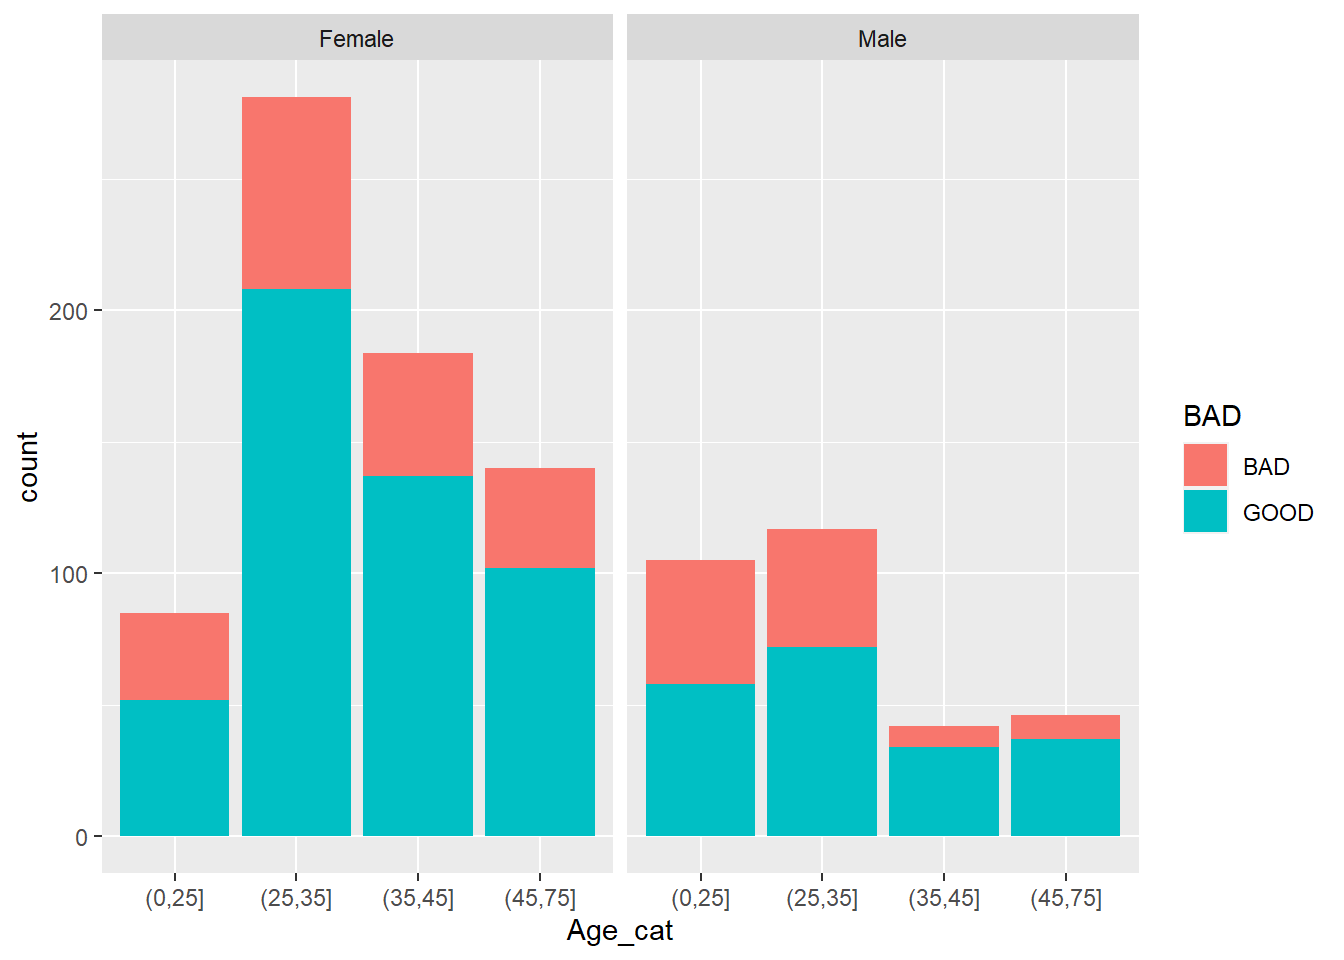 Female Male
200
100
0
count
(0,25] (25,35] (35,45] (45,75] (0,25] (25,35] (35,45] (45,75]
Age_cat
BAD
BAD
GOOD